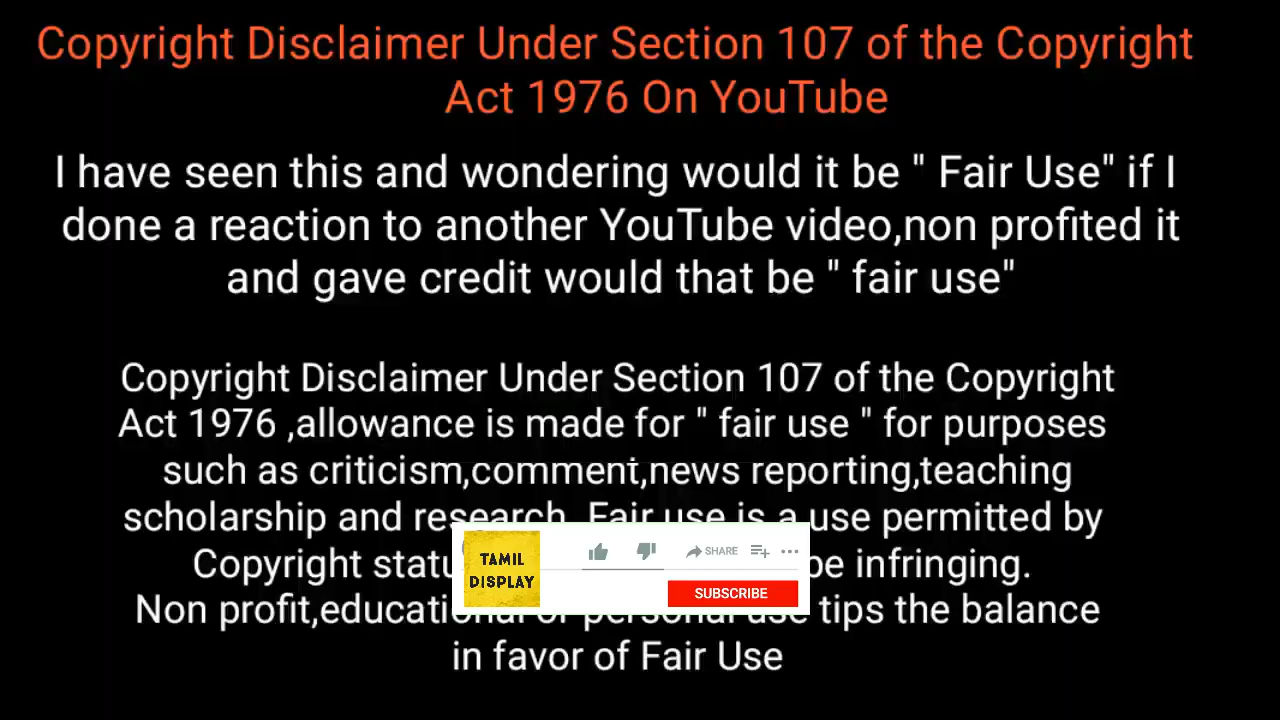 Copyright Disclaimer Under Section 107 of the Copyright
Act 1976 On YouTube
I have seen this and wondering would it be " Fair Use" if I
done a reaction to another YouTube video,non profited it
and gave credit would that be " fair use"
Copyright Disclaimer Under Section 107 of the Copyright
Act 1976 ,allowance is made for " fair use " for purposes
such as criticism,comment,news reporting,teaching
scholarship and research. Fair use is a use permitted by
Copyright be infringing.
Non profit,educational or personal use tips the balance
in favor of Fair Use
TAMIL
DISPLAY
SHARE
SUBSCRIBE